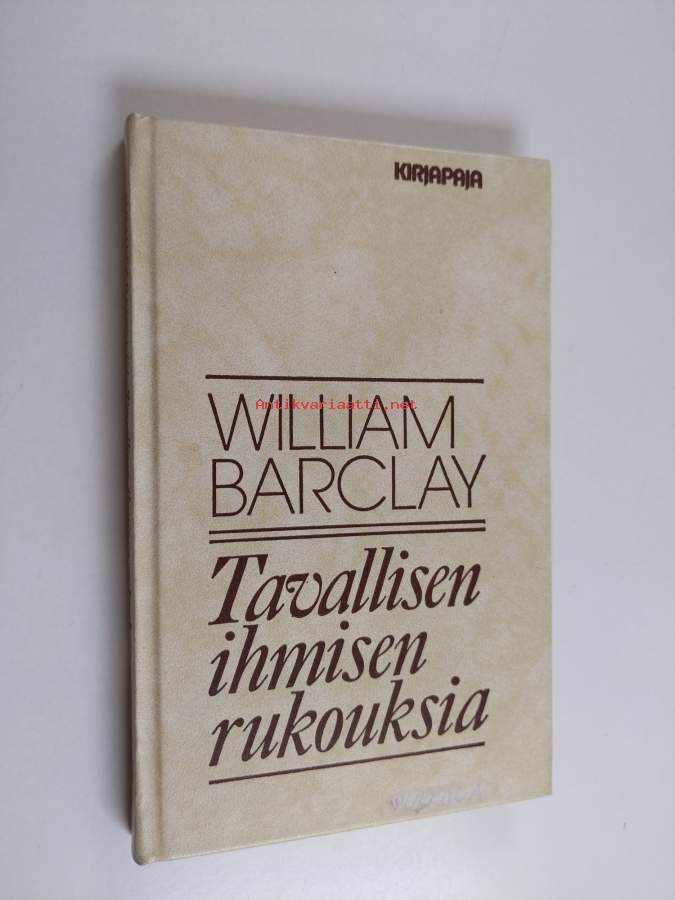 KIRJAPAJA
WILLIAM
Antikvariaatti.net
BARCLAY
Tavallisen
ihmisen
rukouksia